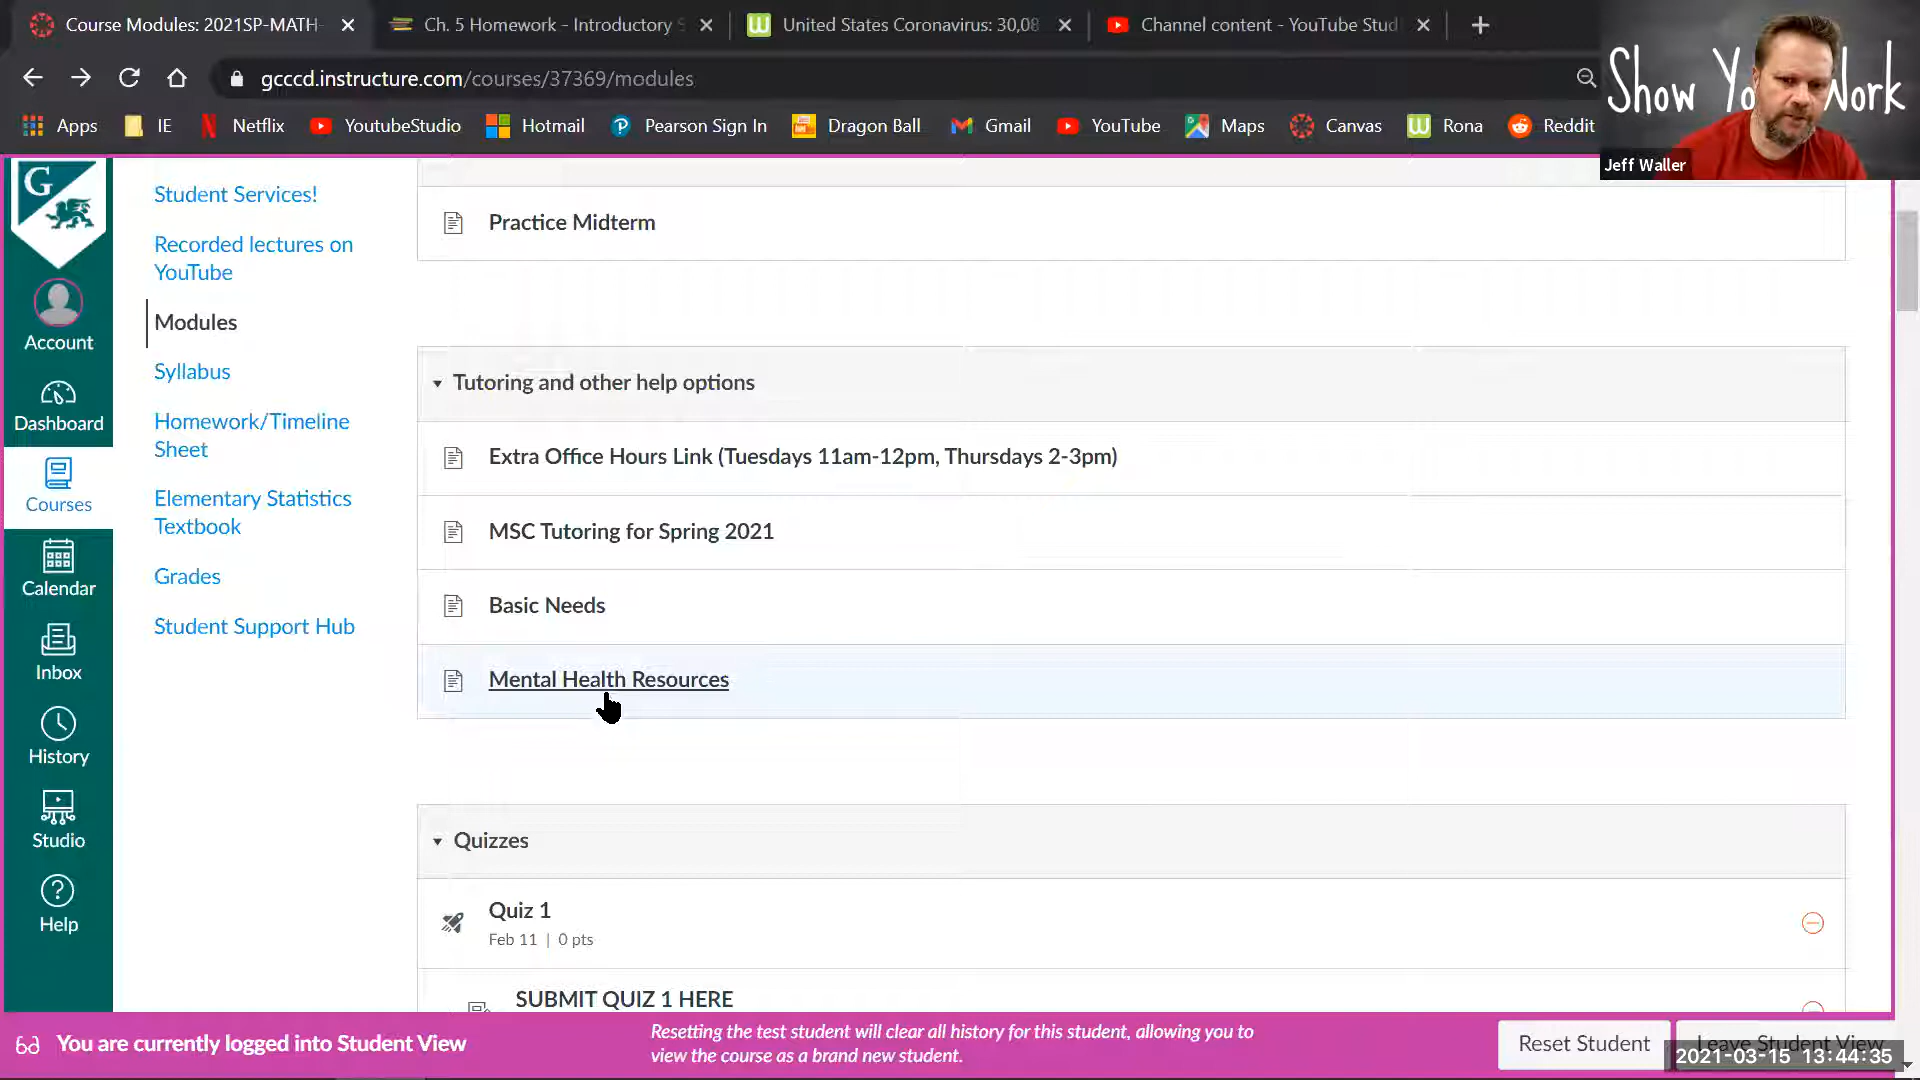 Course Modules: 2021SP-MATH-
Ch. 5 Homework - Introductory S
United States Coronavirus: 30,08
Channel content - YouTube Stud
gcccd.instructure.com/courses/37369/modules
Apps
IE
Netflix
YoutubeStudio
Hotmail
Pearson Sign In
Dragon Ball
Gmail
YouTube
Maps
Canvas
Rona
Reddit
Show Yo Work
Jeff Waller
G
Account
Dashboard
Courses
Calendar
Inbox
History
Studio
Help
Student Services!
Recorded lectures on
YouTube
Modules
Syllabus
Homework/Timeline
Sheet
Elementary Statistics
Textbook
Grades
Student Support Hub
Practice Midterm
Tutoring and other help options
Extra Office Hours Link (Tuesdays 11am-12pm, Thursdays 2-3pm)
MSC Tutoring for Spring 2021
Basic Needs
Mental Health Resources
Quizzes
Quiz 1
Feb 11 | 0 pts
SUBMIT QUIZ 1 HERE
You are currently logged into Student View
Resetting the test student will clear all history for this student, allowing you to
view the course as a brand new student.
Reset Student
Leave Student View
2021-03-15 13:44:35